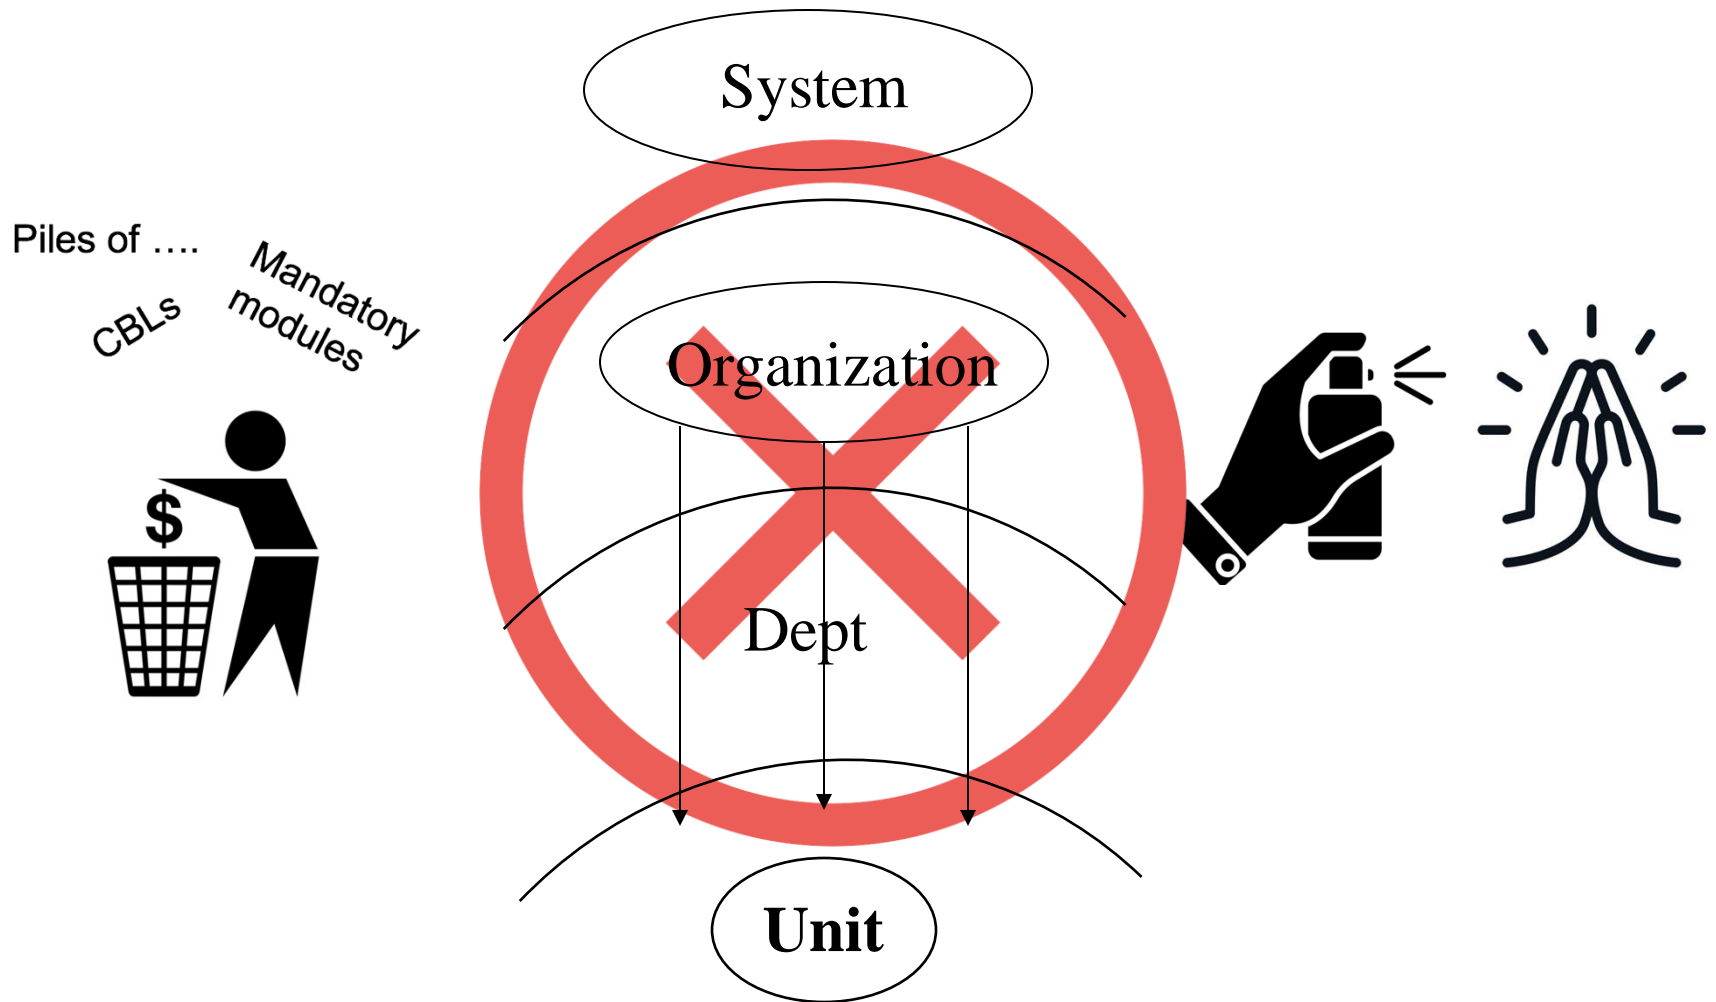 System
Piles of ....
CBLs
Mandatory
modules
Organization
$
Dept
Unit